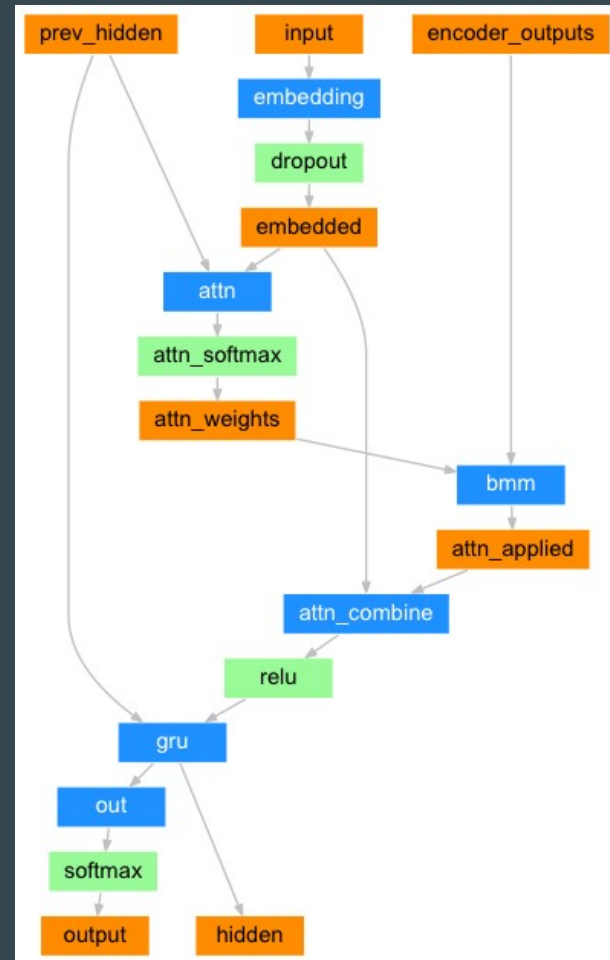 prev_hidden
input
encoder_outputs
embedding
dropout
embedded
attn
attn_softmax
attn_weights
bmm
attn_applied
attn_combine
relu
gru
out
softmax
output
hidden